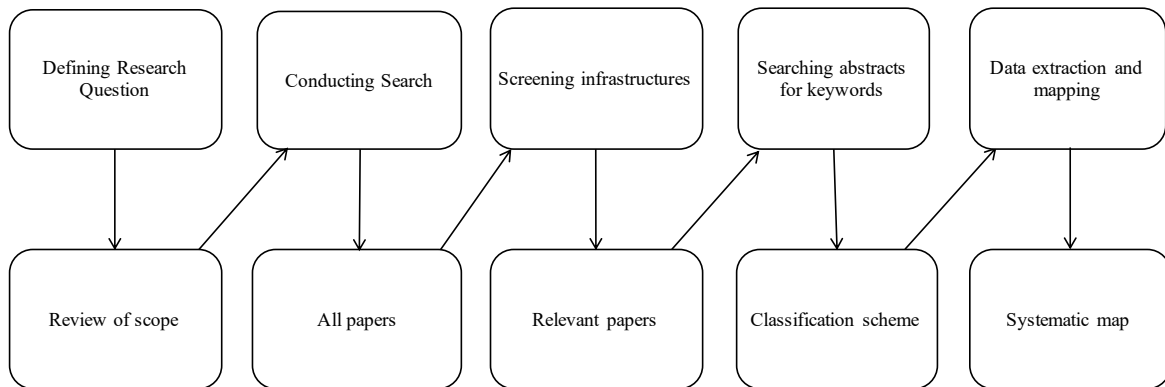 Defining Research
Question
Conducting Search
Screening infrastructures
Searching abstracts
for keywords
Data extraction and
mapping
Review of scope
All papers
Relevant papers
Classification scheme
Systematic map